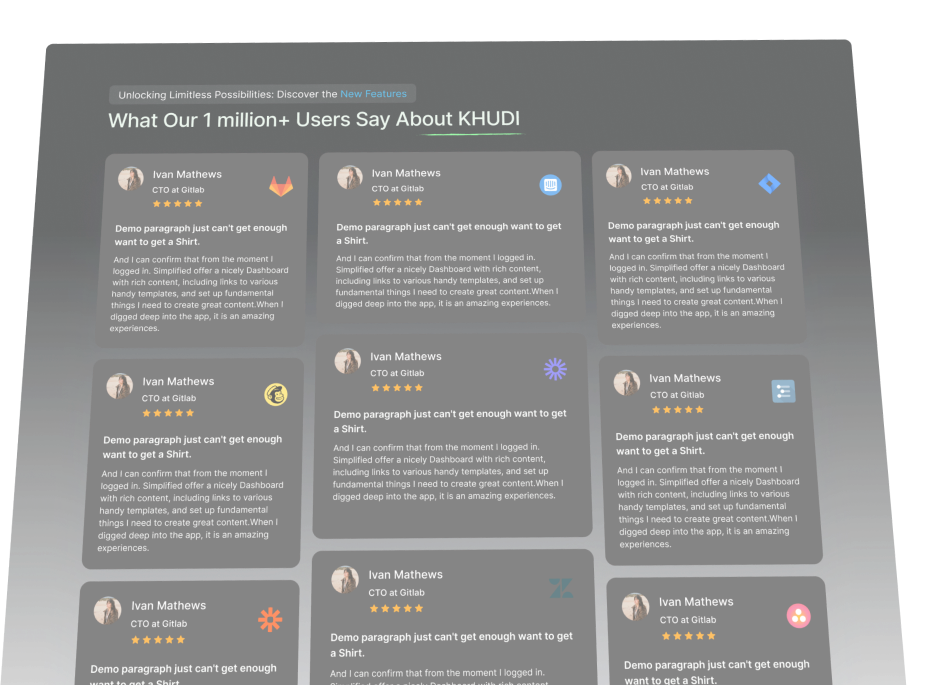 Unlocking Limitless Possibilities: Discover the New Features
What Our 1 million+ Users Say About KHUDI
Ivan Mathews
CTO at Gitlab
Demo paragraph just can't get enough
want to get a Shirt.
And I can confirm that from the moment I
logged in. Simplified offer a nicely Dashboard
with rich content, including links to various
handy templates, and set up fundamental
things I need to create great content.When I
digged deep into the app, it is an amazing
experiences.
Ivan Mathews
CTO at Gitlab
Demo paragraph just can't get enough want to get
a Shirt.
And I can confirm that from the moment I logged in.
Simplified offer a nicely Dashboard with rich content,
including links to various handy templates, and set up
fundamental things I need to create great content.When I
digged deep into the app, it is an amazing experiences.
Ivan Mathews
CTO at Gitlab
Demo paragraph just can't get enough
want to get a Shirt.
And I can confirm that from the moment I
logged in. Simplified offer a nicely Dashboard
with rich content, including links to various
handy templates, and set up fundamental
things I need to create great content.When I
digged deep into the app, it is an amazing
experiences.
Ivan Mathews
CTO at Gitlab
Demo paragraph just can't get enough
want to get a Shirt.
And I can confirm that from the moment I
logged in. Simplified offer a nicely Dashboard
with rich content, including links to various
handy templates, and set up fundamental
things I need to create great content.When I
digged deep into the app, it is an amazing
experiences.
Ivan Mathews
CTO at Gitlab
Demo paragraph just can't get enough want to get
a Shirt.
And I can confirm that from the moment I logged in.
Simplified offer a nicely Dashboard with rich content,
including links to various handy templates, and set up
fundamental things I need to create great content.When I
digged deep into the app, it is an amazing experiences.
Ivan Mathews
CTO at Gitlab
Demo paragraph just can't get enough
want to get a Shirt.
And I can confirm that from the moment I
logged in. Simplified offer a nicely Dashboard
with rich content, including links to various
handy templates, and set up fundamental
things I need to create great content.When I
digged deep into the app, it is an amazing
experiences.
Ivan Mathews
CTO at Gitlab
Demo paragraph just can't get enough
want to get a Shirt.
Ivan Mathews
CTO at Gitlab
Demo paragraph just can't get enough want to get
a Shirt.
And I can confirm that from the moment I logged in.
Simplified offer a nicely Dashboard with rich content,
Ivan Mathews
CTO at Gitlab
Demo paragraph just can't get enough
want to get a Shirt.